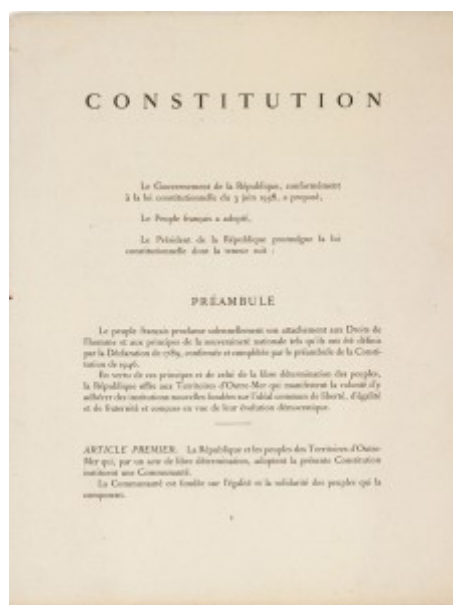 CONSTITUTION
Le Gouvernement de la République, conformément
à la loi constitutionnelle du 3 juin 1958, a proposé,
Le Peuple français a adopté,
Le Président de la République promulgue la loi
constitutionnelle dont la teneur suit :
PRÉAMBULE
Le peuple français proclame solennellement son attachement aux Droits de
l'homme et aux principes de la souveraineté nationale tels qu'ils ont été définis
par la Déclaration de 1789, confirmée et complétée par le préambule de la Consti-
tution de 1946.
En vertu de ces principes et de celui de la libre détermination des peuples,
la République offre aux Territoires d'Outre-Mer qui manifestent la volonté d'y
adhérer des institutions nouvelles fondées sur l'idéal commun de liberté, d'égalité
et de fraternité et conçues en vue de leur évolution démocratique.
ARTICLE PREMIER. La République et les peuples des Territoires d'Outre-
Mer qui, par un acte de libre détermination, adoptent la présente Constitution
instituent une Communauté.
La Communauté est fondée sur l'égalité et la solidarité des peuples qui la
composent.